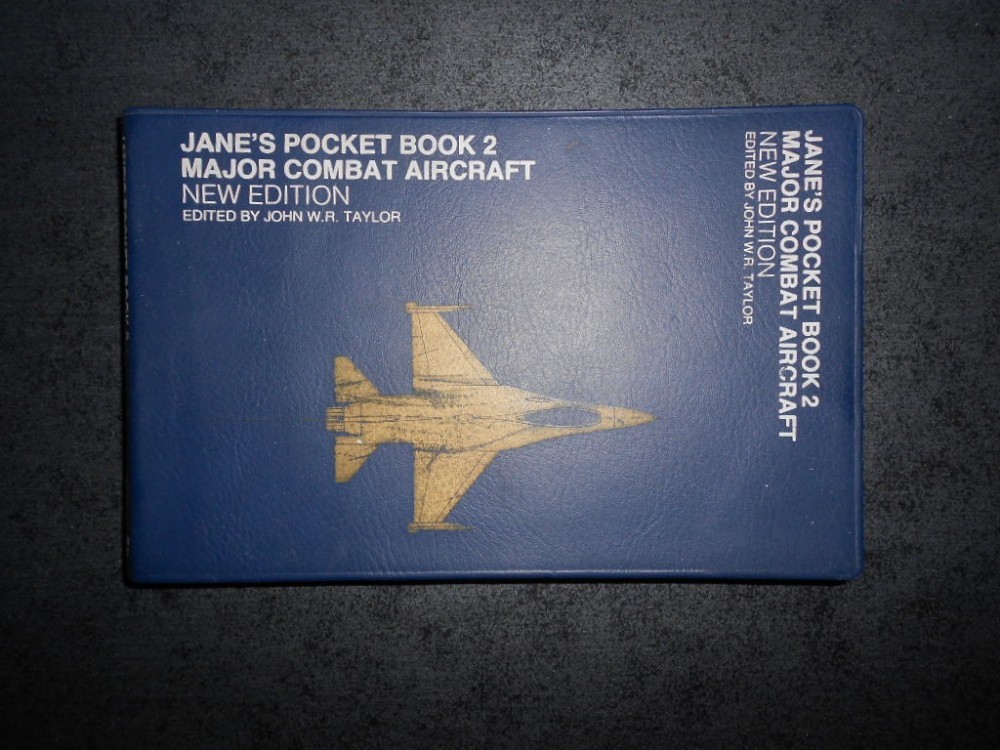 JANE'S POCKET BOOK 2
MAJOR COMBAT AIRCRAFT
NEW EDITION
EDITED BY JOHN W.R. TAYLOR
JANE'S POCKET BOOK 2
MAJOR COMBAT AIRCRAFT
NEW EDITION
EDITED BY JOHN W.R. TAYLOR